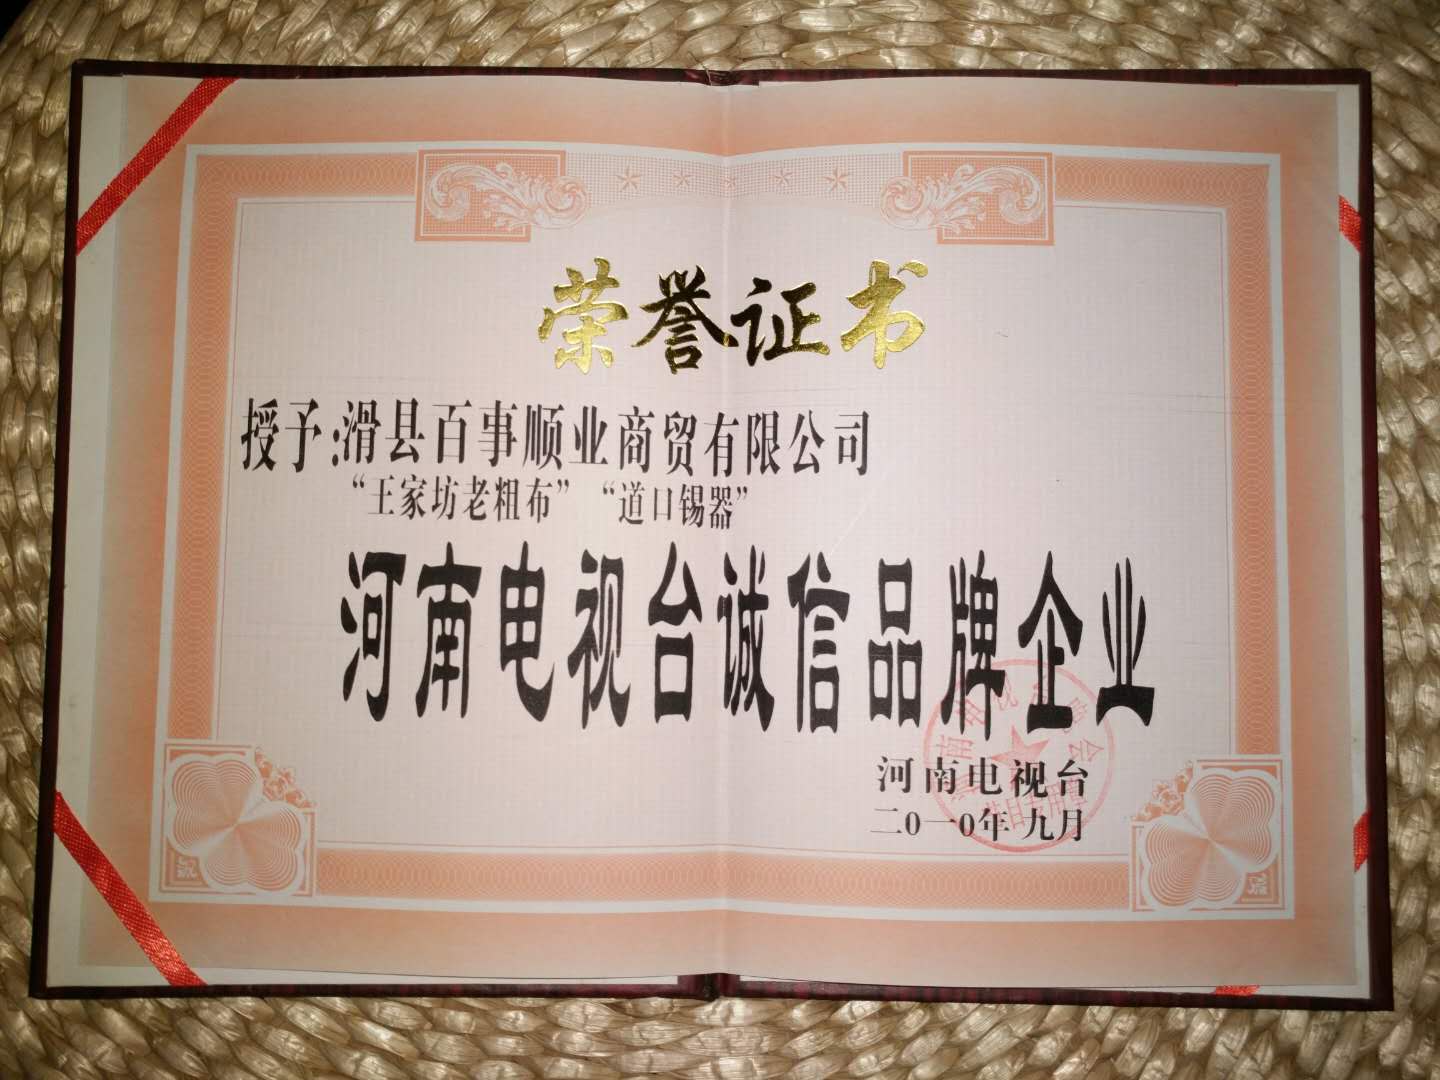 荣誉证书
授予:滑县百事顺业商贸有限公司
“王家坊老粗布” “道口锡器”
河南电视台诚信品牌企业
河南电视台
二0一0年九月